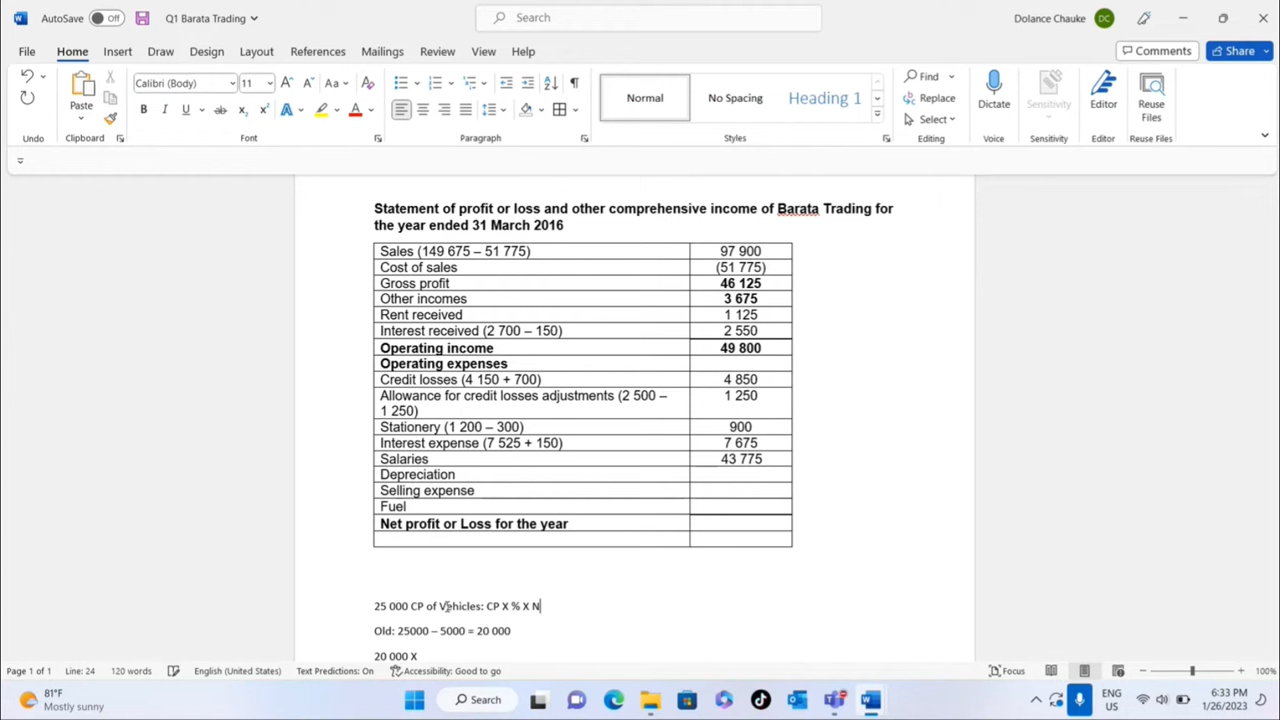 AutoSave Off Q1 Barata Trading Search Dolance Chauke DC
File Home Insert Draw Design Layout References Mailings Review View Help Comments Share
Calibri (Body) 11 Aa Normal No Spacing Heading 1 Find Replace Select Dictate Sensitivity Editor Reuse Files
Paste
Undo Clipboard Font Paragraph Styles Editing Voice Sensitivity Editor Reuse Files
Statement of profit or loss and other comprehensive income of Barata Trading for
the year ended 31 March 2016
Sales (149 675 – 51 775) 97 900
Cost of sales (51 775)
Gross profit 46 125
Other incomes 3 675
Rent received 1 125
Interest received (2 700 – 150) 2 550
Operating income 49 800
Operating expenses
Credit losses (4 150 + 700) 4 850
Allowance for credit losses adjustments (2 500 – 1 250
1 250)
Stationery (1 200 – 300) 900
Interest expense (7 525 + 150) 7 675
Salaries 43 775
Depreciation
Selling expense
Fuel
Net profit or Loss for the year
25 000 CP of Vehicles: CP X % X N
Old: 25000 – 5000 = 20 000
20 000 X
Page 1 of 1 Line: 24 120 words English (United States) Text Predictions: On Accessibility: Good to go Focus 100%
81°F ENG 6:33 PM
Mostly sunny Search US 1/26/2023